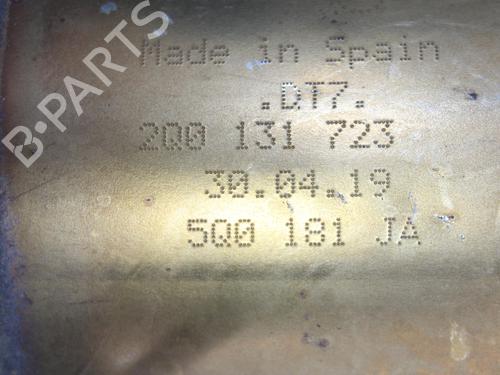 Made in Spain
.DT7.
2Q0 131 723
30.04.19
5Q0 181 JA
B·PARTS